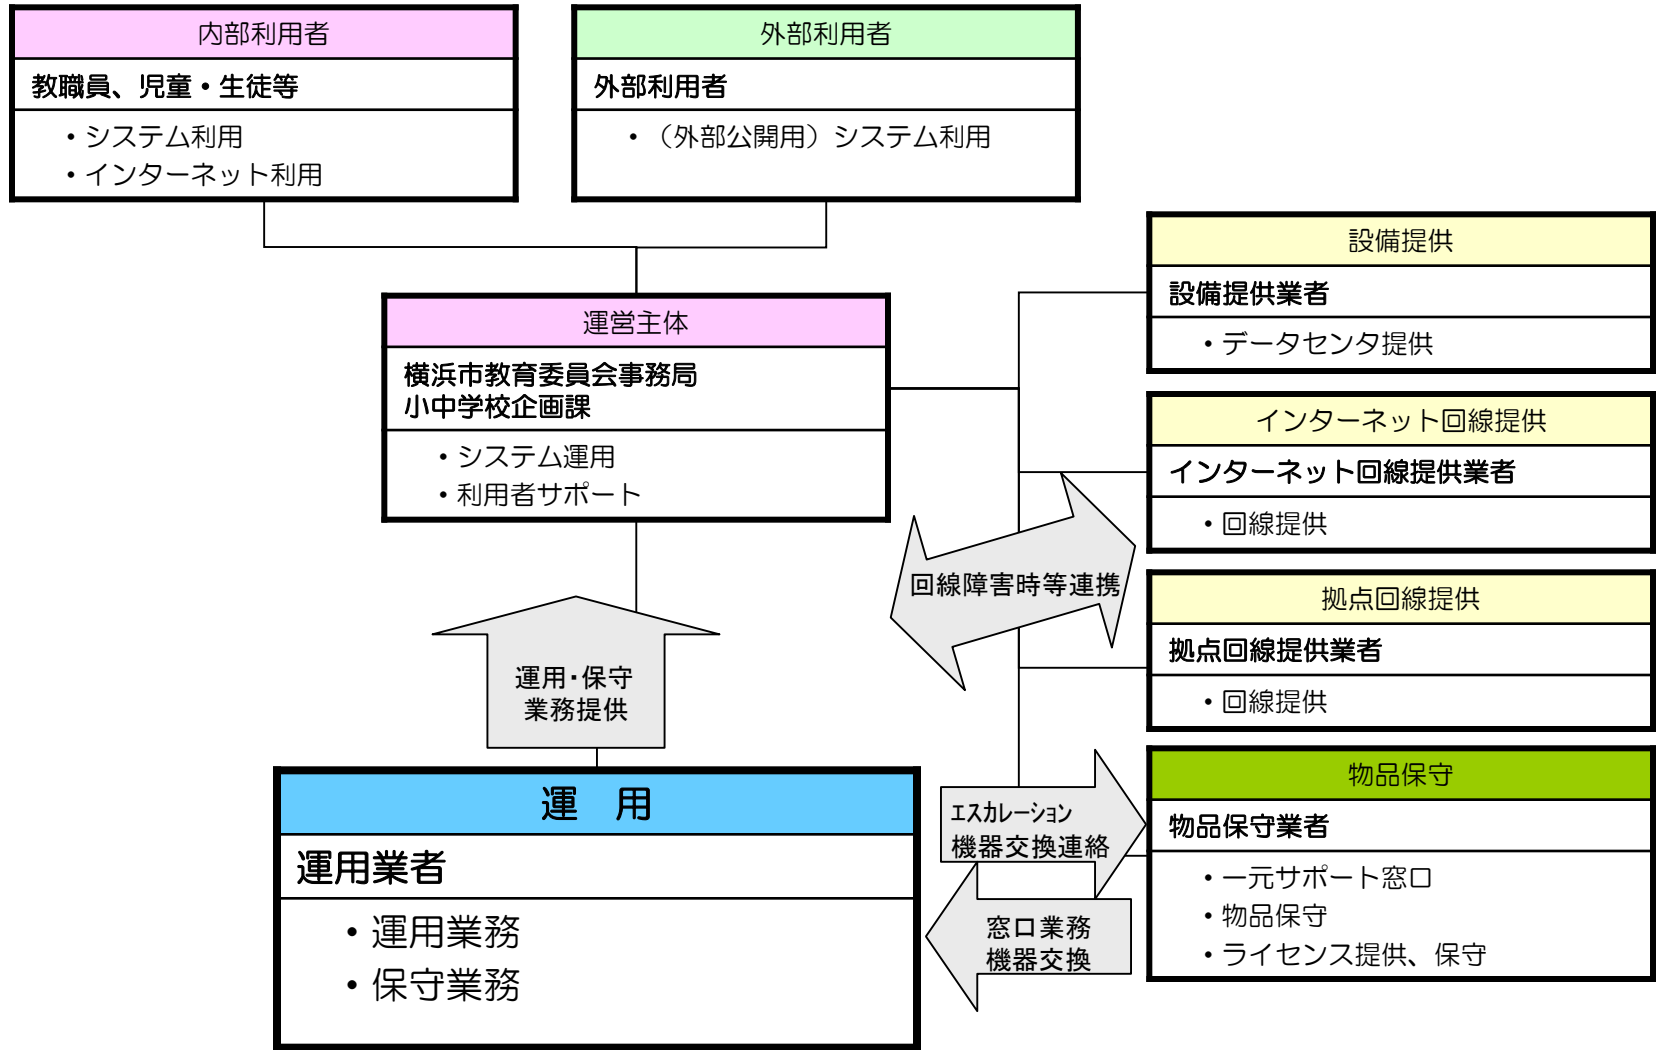 内部利用者
教職員、児童・生徒等
・システム利用
・インターネット利用
外部利用者
外部利用者
・（外部公開用）システム利用
運営主体
横浜市教育委員会事務局
小中学校企画課
・システム運用
・利用者サポート
設備提供
設備提供業者
・データセンタ提供
インターネット回線提供
インターネット回線提供業者
・回線提供
回線障害時等連携
拠点回線提供
拠点回線提供業者
・回線提供
運用･保守
業務提供
運　用
運用業者
・運用業務
・保守業務
ｴｽｶﾚｰｼｮﾝ
機器交換連絡
窓口業務
機器交換
物品保守
物品保守業者
・一元サポート窓口
・物品保守
・ライセンス提供、保守